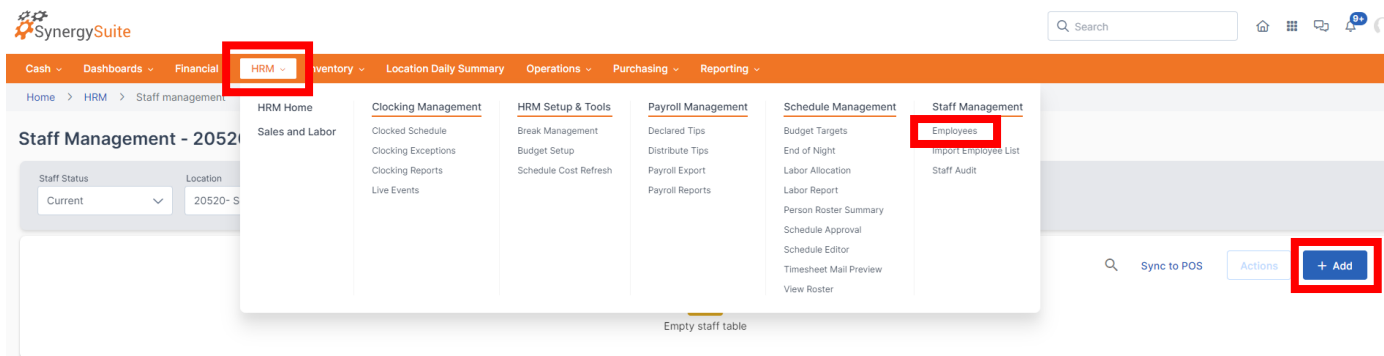 SynergySuite
Search
9+
Cash Dashboards Financial HRM Inventory Location Daily Summary Operations Purchasing Reporting
Home > HRM > Staff management
HRM Home
Sales and Labor
Clocking Management
Clocked Schedule
Clocking Exceptions
Clocking Reports
Live Events
HRM Setup & Tools
Break Management
Budget Setup
Schedule Cost Refresh
Payroll Management
Declared Tips
Distribute Tips
Payroll Export
Payroll Reports
Schedule Management
Budget Targets
End of Night
Labor Allocation
Labor Report
Person Roster Summary
Schedule Approval
Schedule Editor
Timesheet Mail Preview
View Roster
Staff Management
Employees
Import Employee List
Staff Audit
Staff Management - 2052
Staff Status
Current
Location
20520- S
Sync to POS
Actions
+ Add
Empty staff table